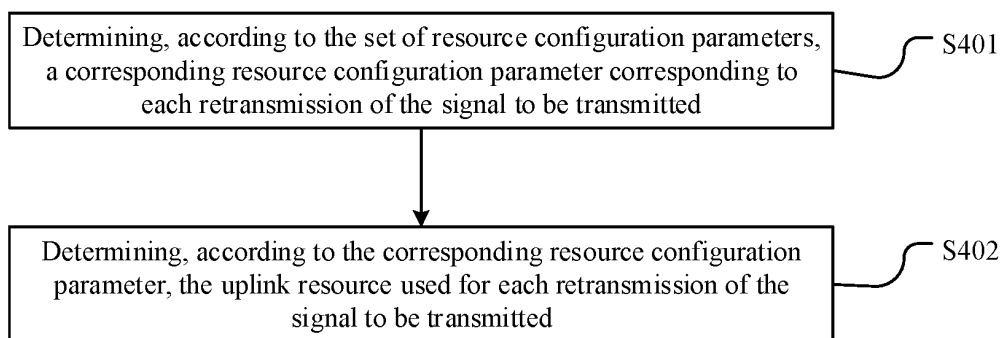 Determining, according to the set of resource configuration parameters,
a corresponding resource configuration parameter corresponding to
each retransmission of the signal to be transmitted
S401
Determining, according to the corresponding resource configuration
parameter, the uplink resource used for each retransmission of the
signal to be transmitted
S402